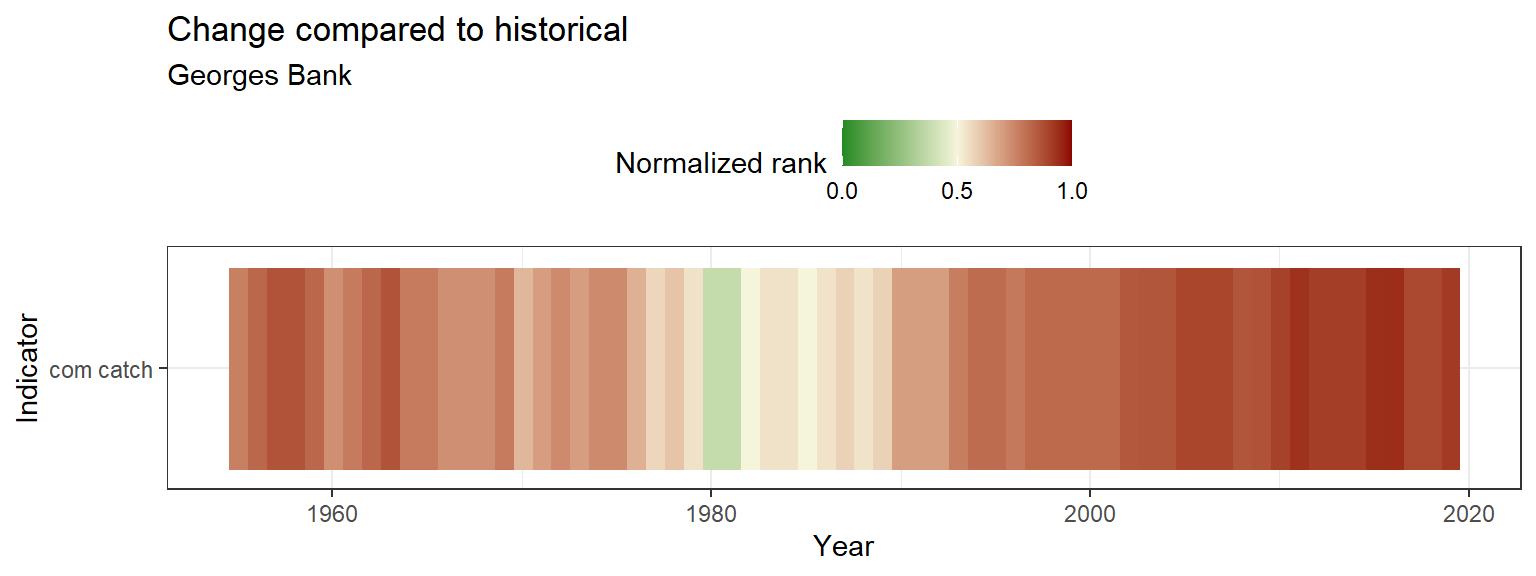 Change compared to historical
Georges Bank
Normalized rank
0.0 0.5 1.0
Indicator
com catch
1960 1980 2000 2020
Year